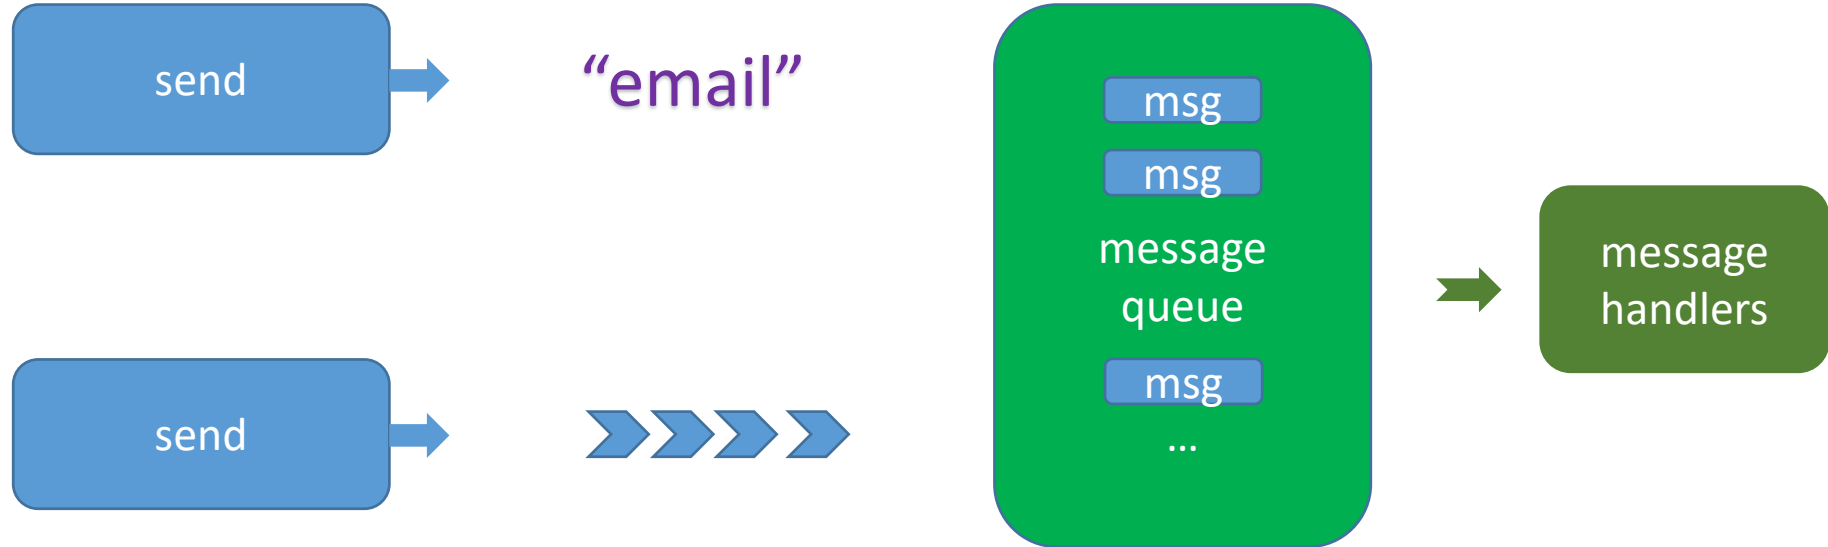 send
“email”
send
msg
msg
message
queue
msg
...
message
handlers